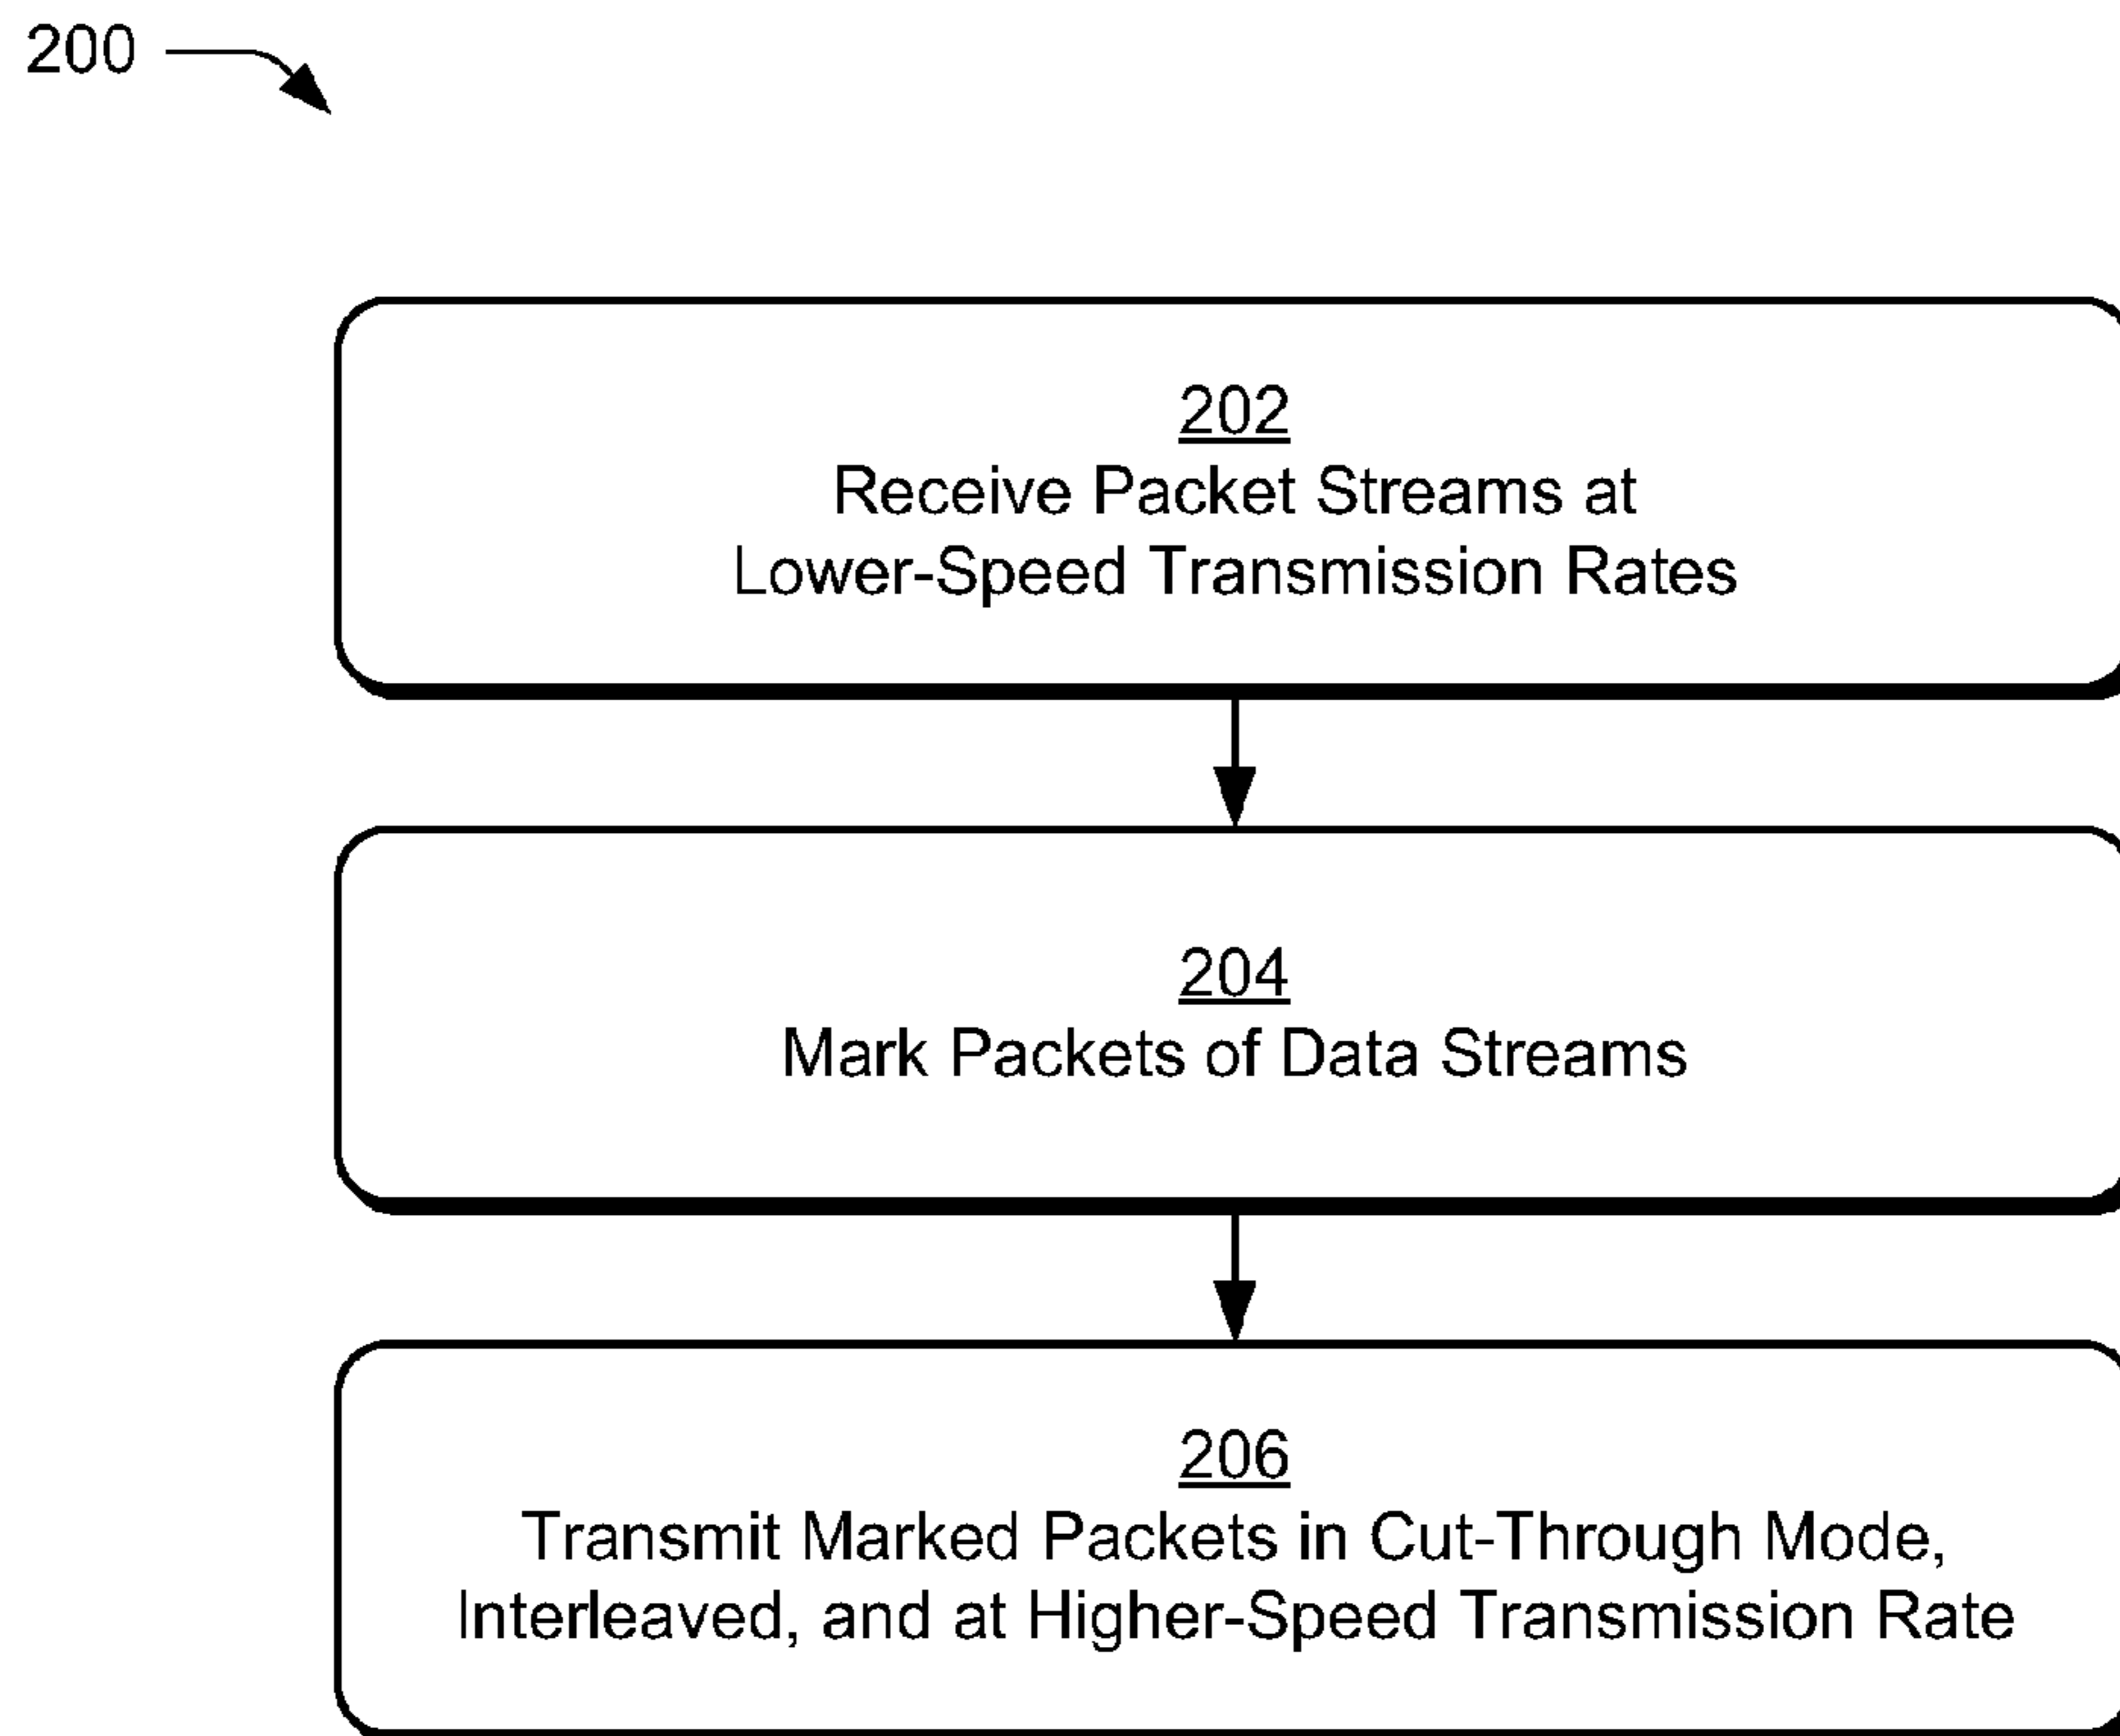 200
202
Receive Packet Streams at
Lower-Speed Transmission Rates
204
Mark Packets of Data Streams
206
Transmit Marked Packets in Cut-Through Mode,
Interleaved, and at Higher-Speed Transmission Rate